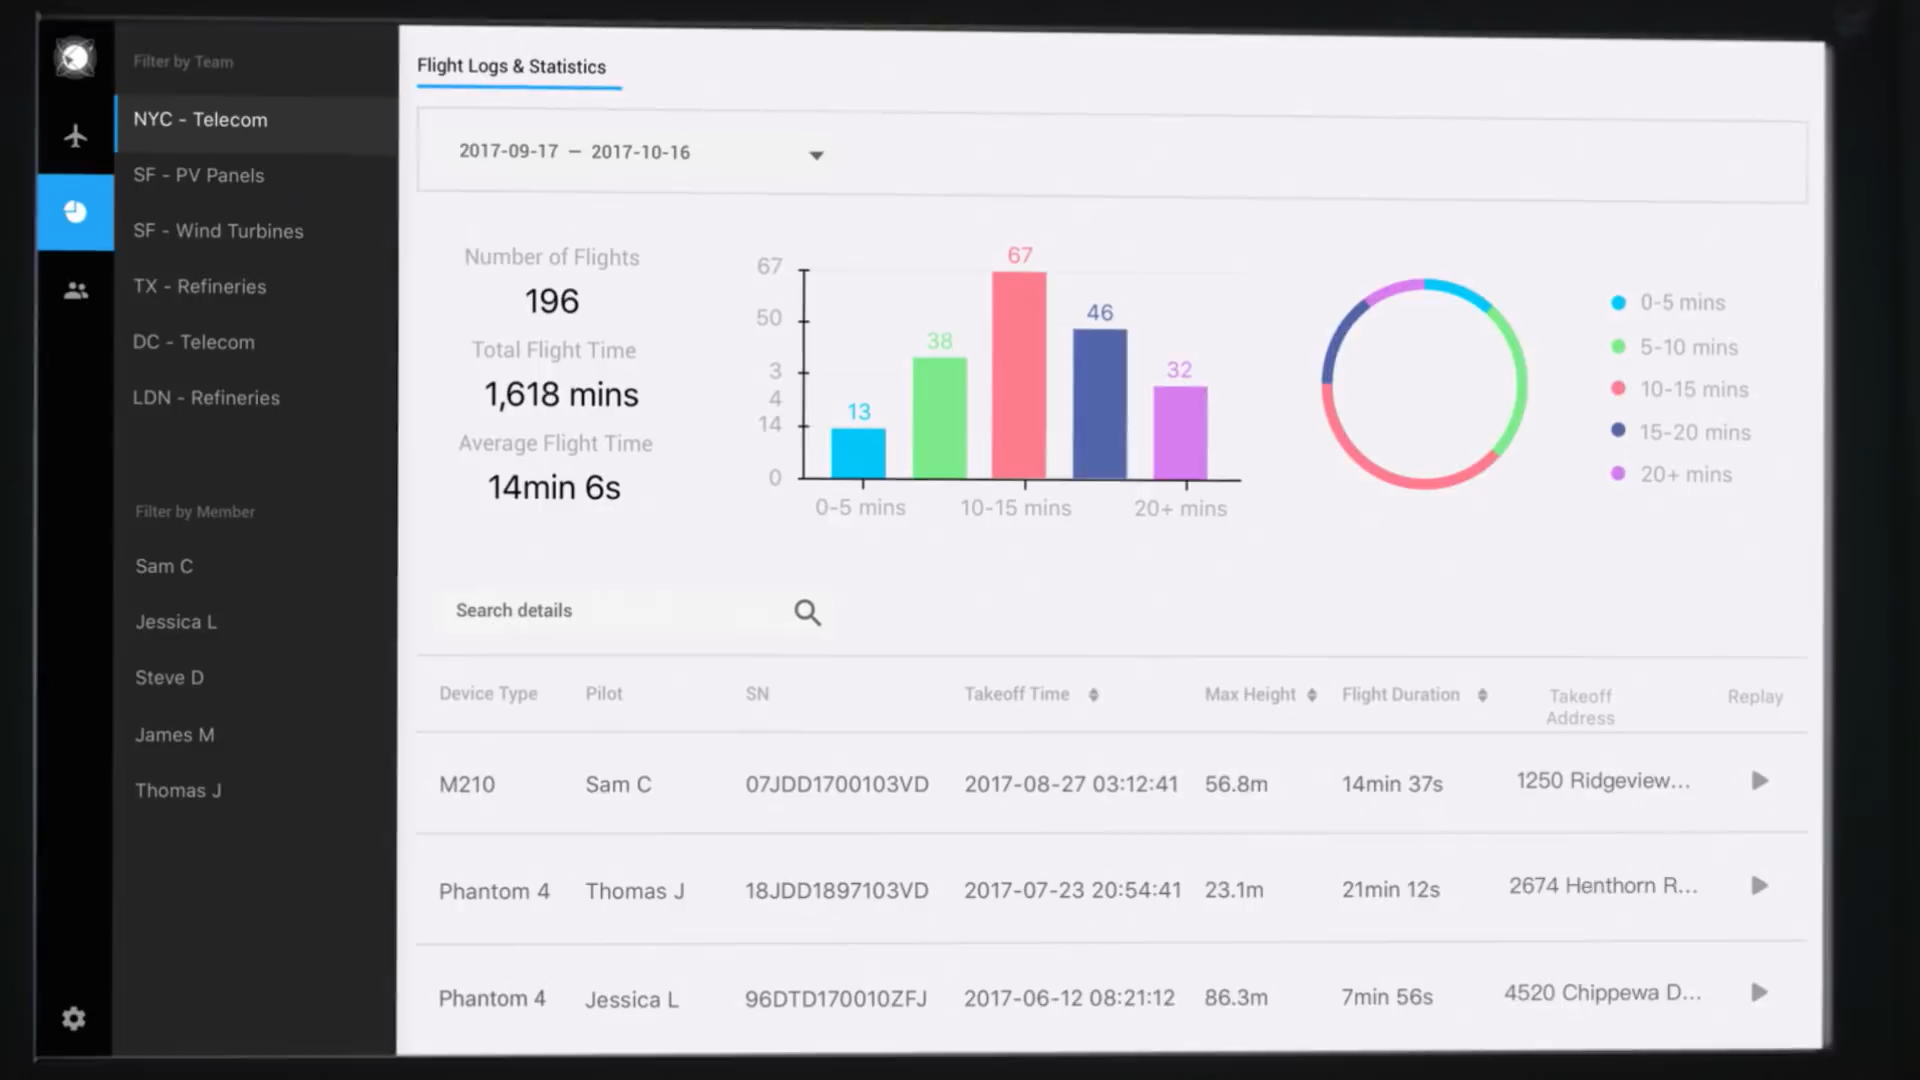 Filter by Team
NYC - Telecom
SF - PV Panels
SF - Wind Turbines
TX - Refineries
DC - Telecom
LDN - Refineries
Filter by Member
Sam C
Jessica L
Steve D
James M
Thomas J
Flight Logs & Statistics
2017-09-17 — 2017-10-16
Number of Flights
196
Total Flight Time
1,618 mins
Average Flight Time
14min 6s
67
50
3
4
14
0
13
38
67
46
32
0-5 mins
10-15 mins
20+ mins
0-5 mins
5-10 mins
10-15 mins
15-20 mins
20+ mins
Search details
Device Type Pilot SN Takeoff Time Max Height Flight Duration Takeoff Address Replay
M210 Sam C 07JDD1700103VD 2017-08-27 03:12:41 56.8m 14min 37s 1250 Ridgeview...
Phantom 4 Thomas J 18JDD1897103VD 2017-07-23 20:54:41 23.1m 21min 12s 2674 Henthorn R...
Phantom 4 Jessica L 96DTD170010ZFJ 2017-06-12 08:21:12 86.3m 7min 56s 4520 Chippewa D...